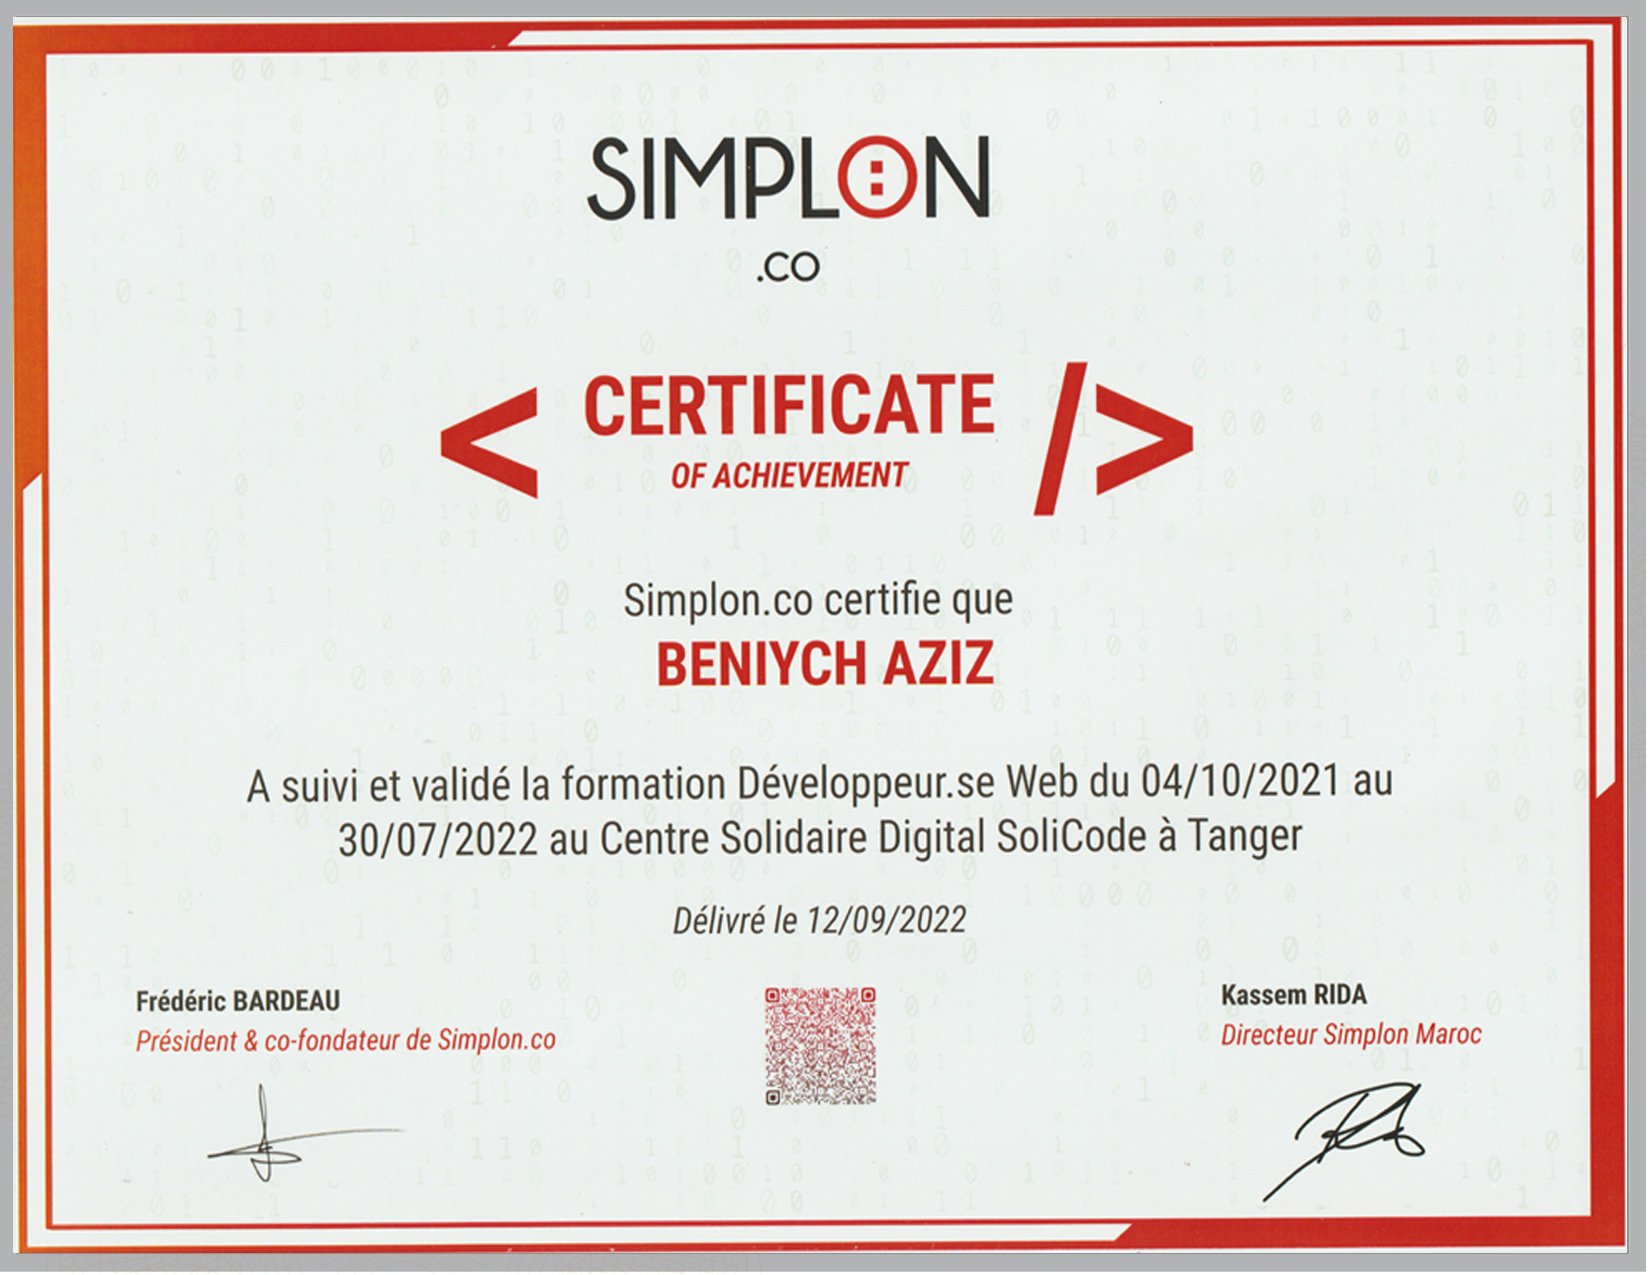 SIMPLON
.CO
< CERTIFICATE />
OF ACHIEVEMENT
Simplon.co certifie que
BENIYCH AZIZ
A suivi et validé la formation Développeur.se Web du 04/10/2021 au
30/07/2022 au Centre Solidaire Digital SoliCode à Tanger
Délivré le 12/09/2022
Frédéric BARDEAU
Président & co-fondateur de Simplon.co
Kassem RIDA
Directeur Simplon Maroc